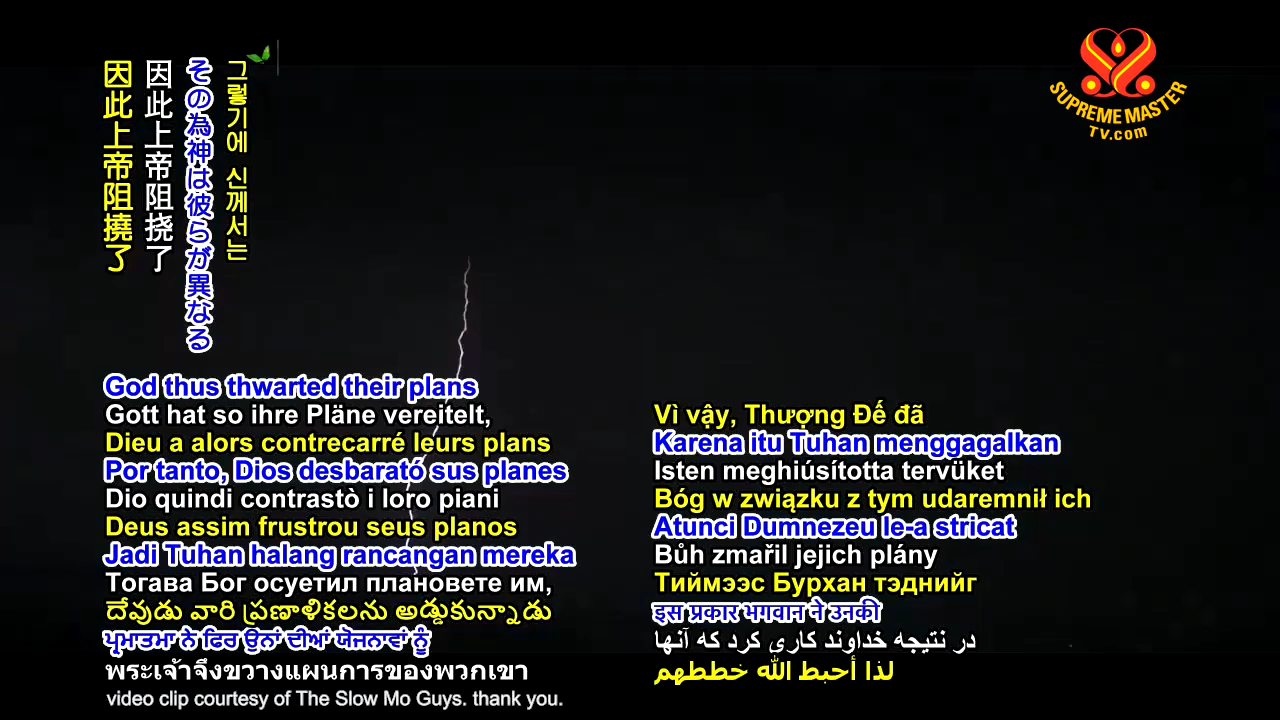 因此上帝阻撓了
因此上帝阻挠了
その為神は彼らが異なる
그렇기에 신께서는
SUPREME MASTER
TV.com
God thus thwarted their plans
Gott hat so ihre Pläne vereitelt,
Dieu a alors contrecarré leurs plans
Por tanto, Dios desbarató sus planes
Dio quindi contrastò i loro piani
Deus assim frustrou seus planos
Jadi Tuhan halang rancangan mereka
Тогава Бог осуетил плановете им,
దేవుడు వారి ప్రణాళికలను అడ్డుకున్నాడు
ਪ੍ਰਮਾਤਮਾ ਨੇ ਫਿਰ ਉਨਾਂ ਦੀਆਂ ਯੋਜਨਾਵਾਂ ਨੂੰ
พระเจ้าจึงขวางแผนการของพวกเขา
video clip courtesy of The Slow Mo Guys. thank you.
Vì vậy, Thượng Đế đã
Karena itu Tuhan menggagalkan
Isten meghiúsította tervüket
Bóg w związku z tym udaremnił ich
Atunci Dumnezeu le-a stricat
Bůh zmařil jejich plány
Тиймээс Бурхан тэднийг
इस प्रकार भगवान ने उनकी
در نتیجه خداوند کاری کرد که آنها
لذا أحبط الله خططهم